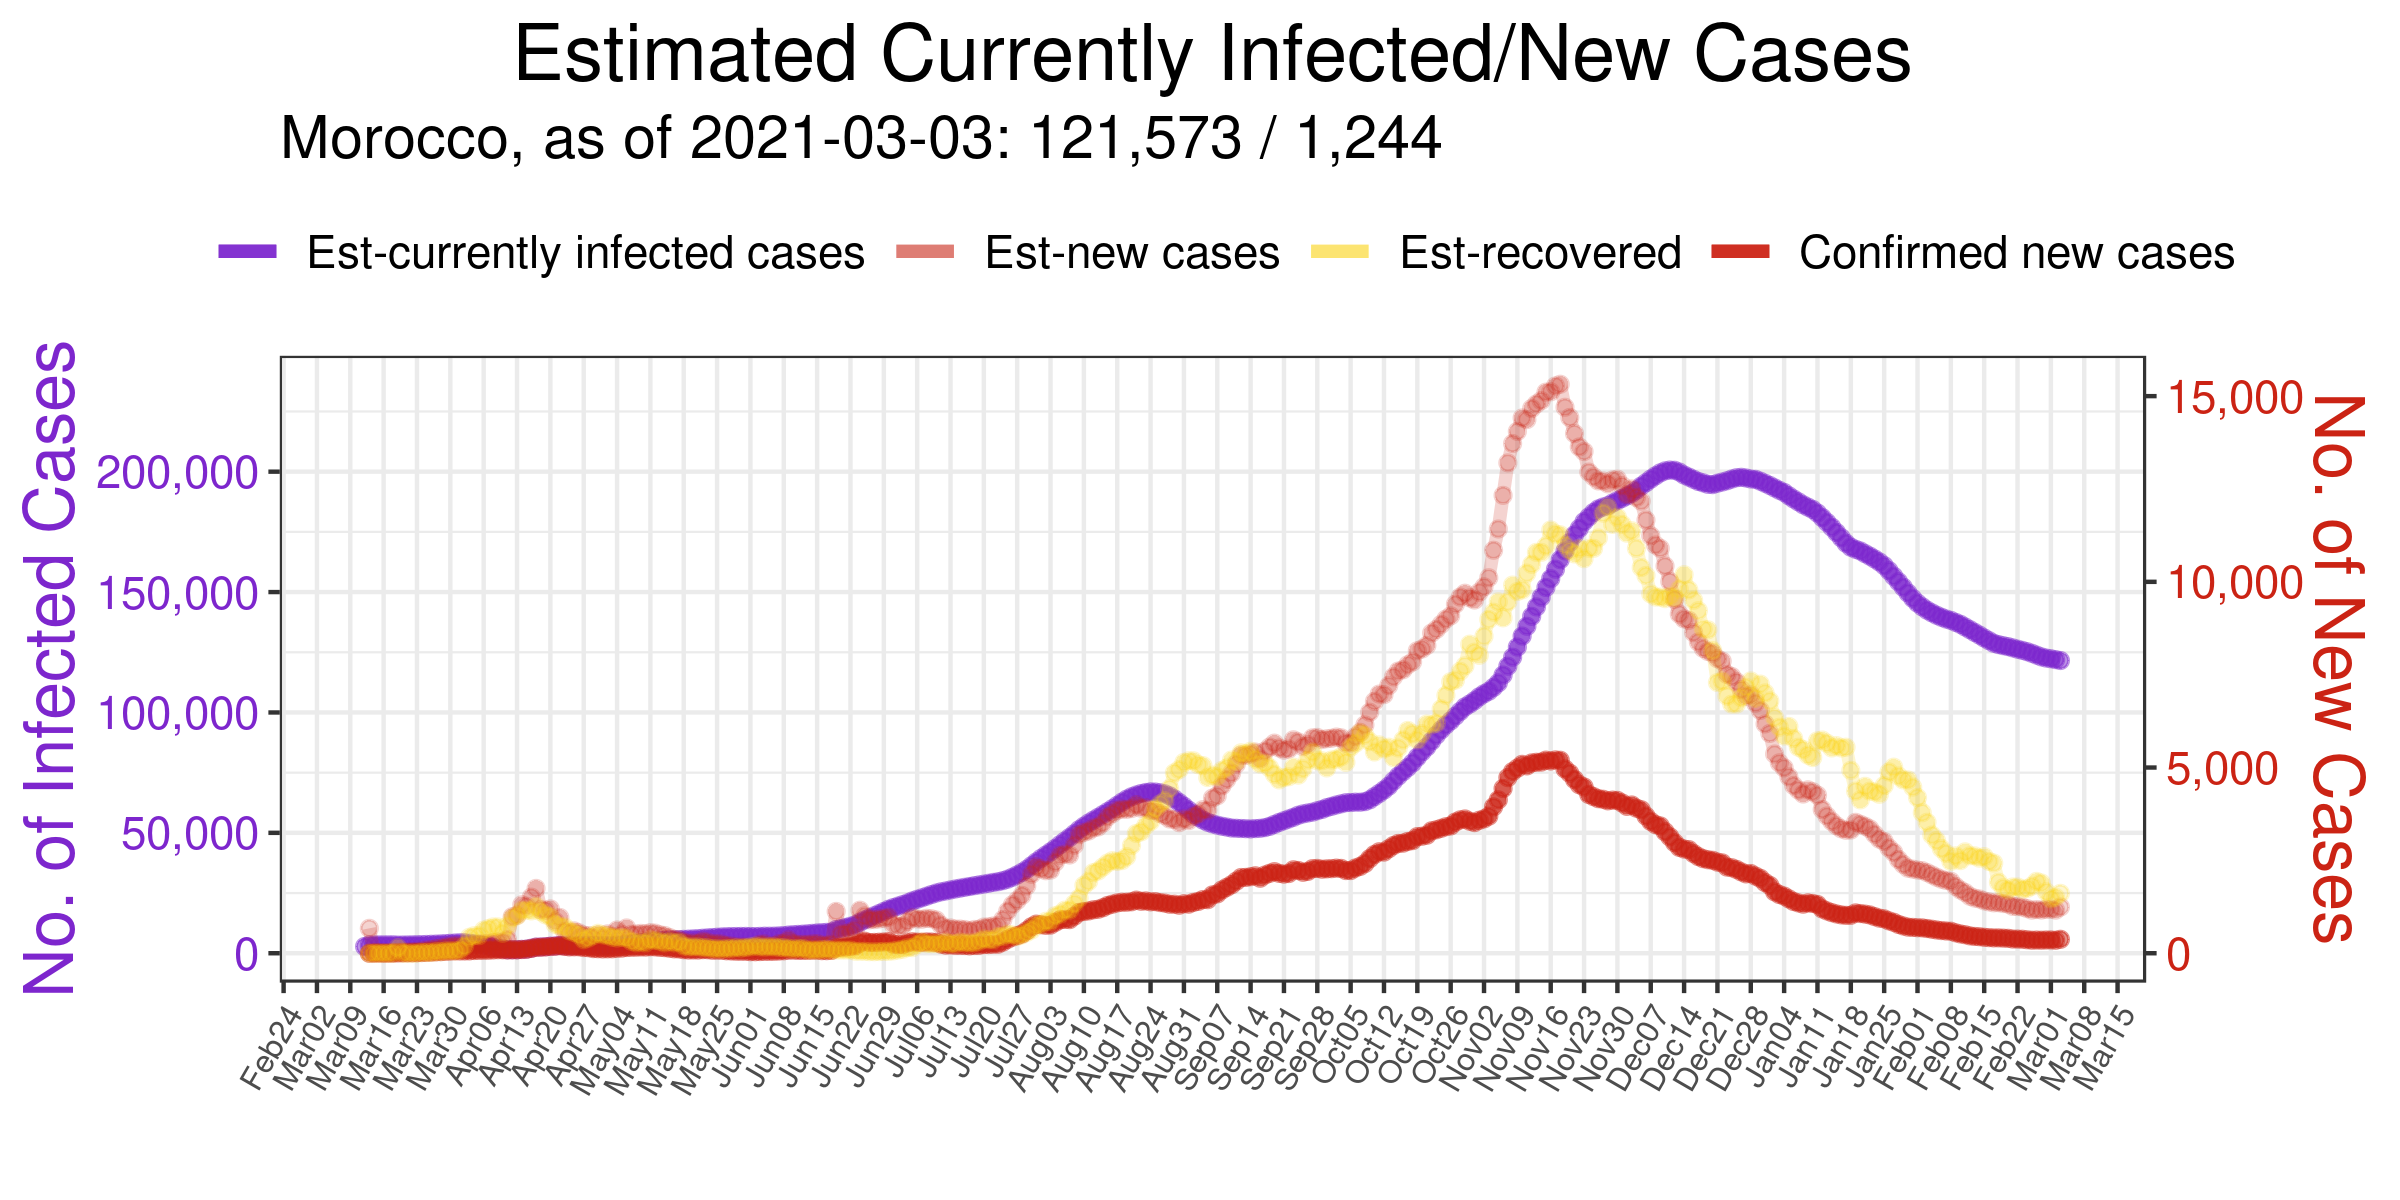 Estimated Currently Infected/New Cases
Morocco, as of 2021-03-03: 121,573 / 1,244
Est-currently infected cases Est-new cases Est-recovered Confirmed new cases
No. of Infected Cases
200,000
150,000
100,000
50,000
0
15,000
10,000
5,000
0
No. of New Cases
Feb24 Mar02 Mar09 Mar16 Mar23 Mar30 Apr06 Apr13 Apr20 Apr27 May04 May11 May18 May25 Jun01 Jun08 Jun15 Jun22 Jun29 Jul06 Jul13 Jul20 Jul27 Aug03 Aug10 Aug17 Aug24 Aug31 Sep07 Sep14 Sep21 Sep28 Oct05 Oct12 Oct19 Oct26 Nov02 Nov09 Nov16 Nov23 Nov30 Dec07 Dec14 Dec21 Dec28 Jan04 Jan11 Jan18 Jan25 Feb01 Feb08 Feb15 Feb22 Mar01 Mar08 Mar15